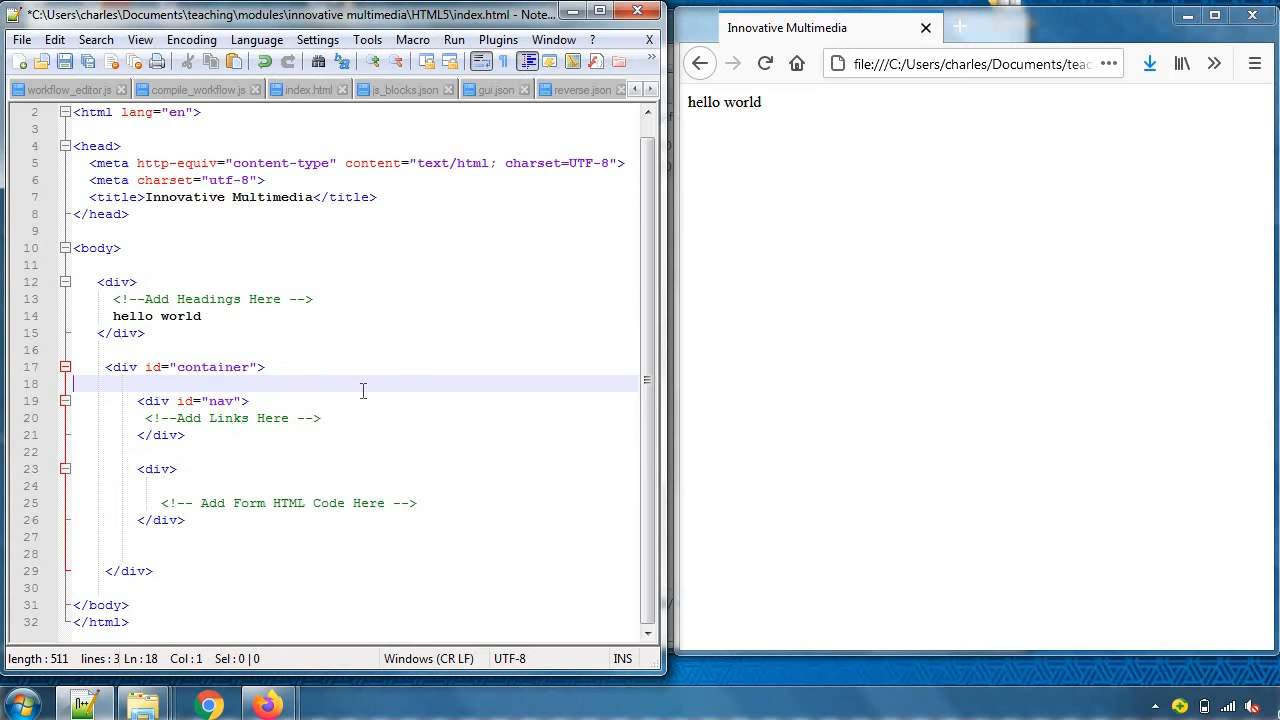 *C:\Users\charles\Documents\teaching\modules\innovative multimedia\HTML5\index.html - Note...
File Edit Search View Encoding Language Settings Tools Macro Run Plugins Window ? X
workflow_editor.js compile_workflow.js index.html js_blocks.json gui.json reverse.json
2 <html lang="en">
3
4 <head>
5 <meta http-equiv="content-type" content="text/html; charset=UTF-8">
6 <meta charset="utf-8">
7 <title>Innovative Multimedia</title>
8 </head>
9
10 <body>
11
12 <div>
13 <!--Add Headings Here -->
14 hello world
15 </div>
16
17 <div id="container">
18
19 <div id="nav">
20 <!--Add Links Here -->
21 </div>
22
23 <div>
24
25 <!-- Add Form HTML Code Here -->
26 </div>
27
28
29 </div>
30
31 </body>
32 </html>
length : 511 lines : 3 Ln : 18 Col : 1 Sel : 0 | 0 Windows (CR LF) UTF-8 INS
Innovative Multimedia
file:///C:/Users/charles/Documents/teac
hello world